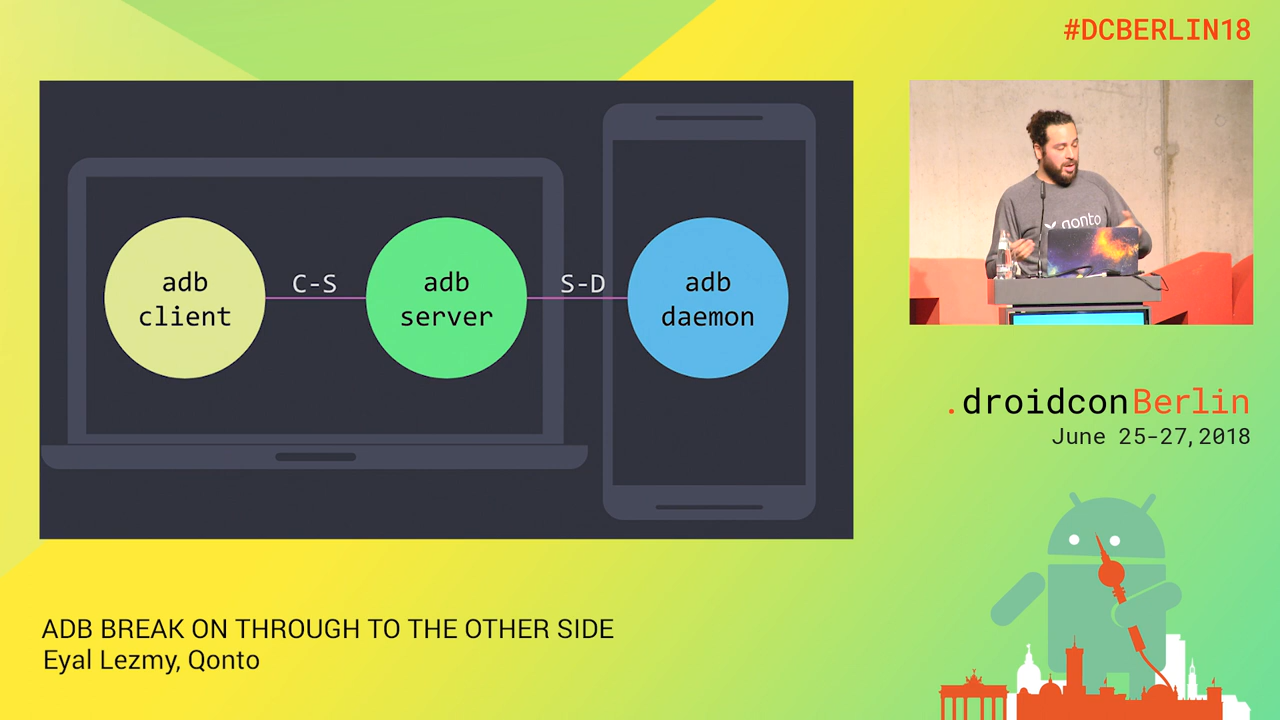 #DCBERLIN18
adb
client
C-S
adb
server
S-D
adb
daemon
qonto
.droidconBerlin
June 25-27, 2018
ADB BREAK ON THROUGH TO THE OTHER SIDE
Eyal Lezmy, Qonto